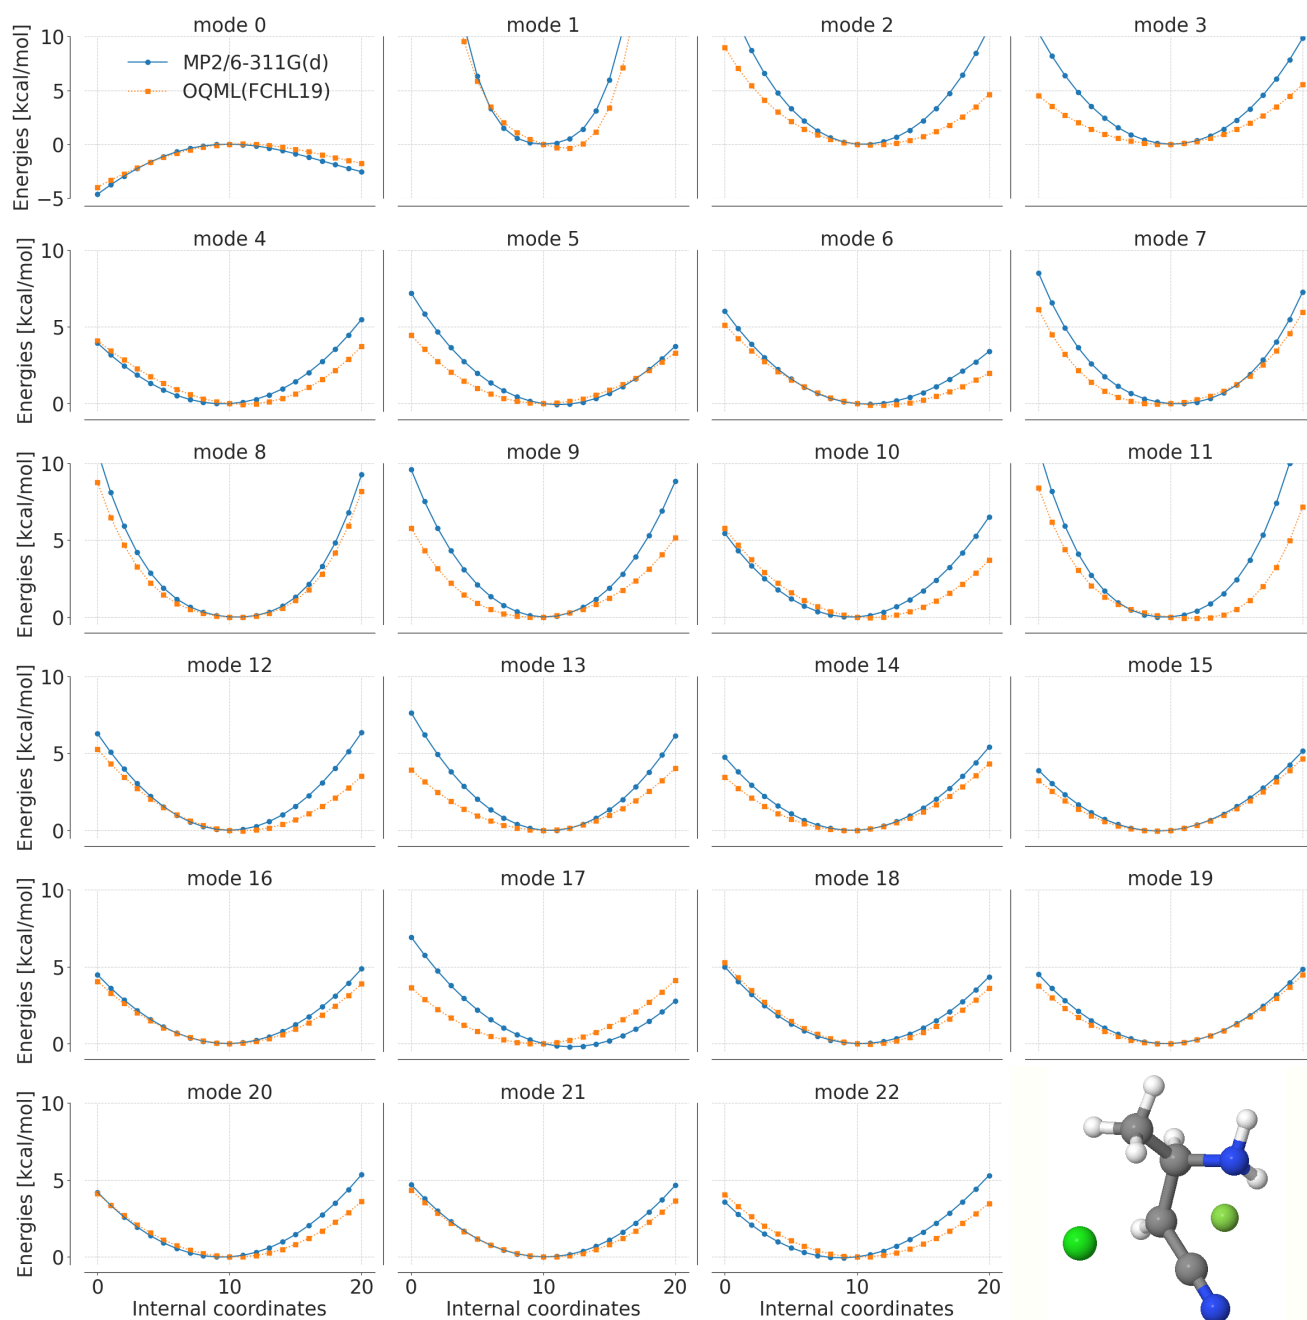 mode 0 mode 1 mode 2 mode 3
Energies [kcal/mol]
10
5
0
−5
MP2/6-311G(d)
OQML(FCHL19)
mode 4 mode 5 mode 6 mode 7
Energies [kcal/mol]
10
5
0
mode 8 mode 9 mode 10 mode 11
Energies [kcal/mol]
10
5
0
mode 12 mode 13 mode 14 mode 15
Energies [kcal/mol]
10
5
0
mode 16 mode 17 mode 18 mode 19
Energies [kcal/mol]
10
5
0
mode 20 mode 21 mode 22
Energies [kcal/mol]
10
5
0
0 10 20 0 10 20 0 10 20
Internal coordinates Internal coordinates Internal coordinates